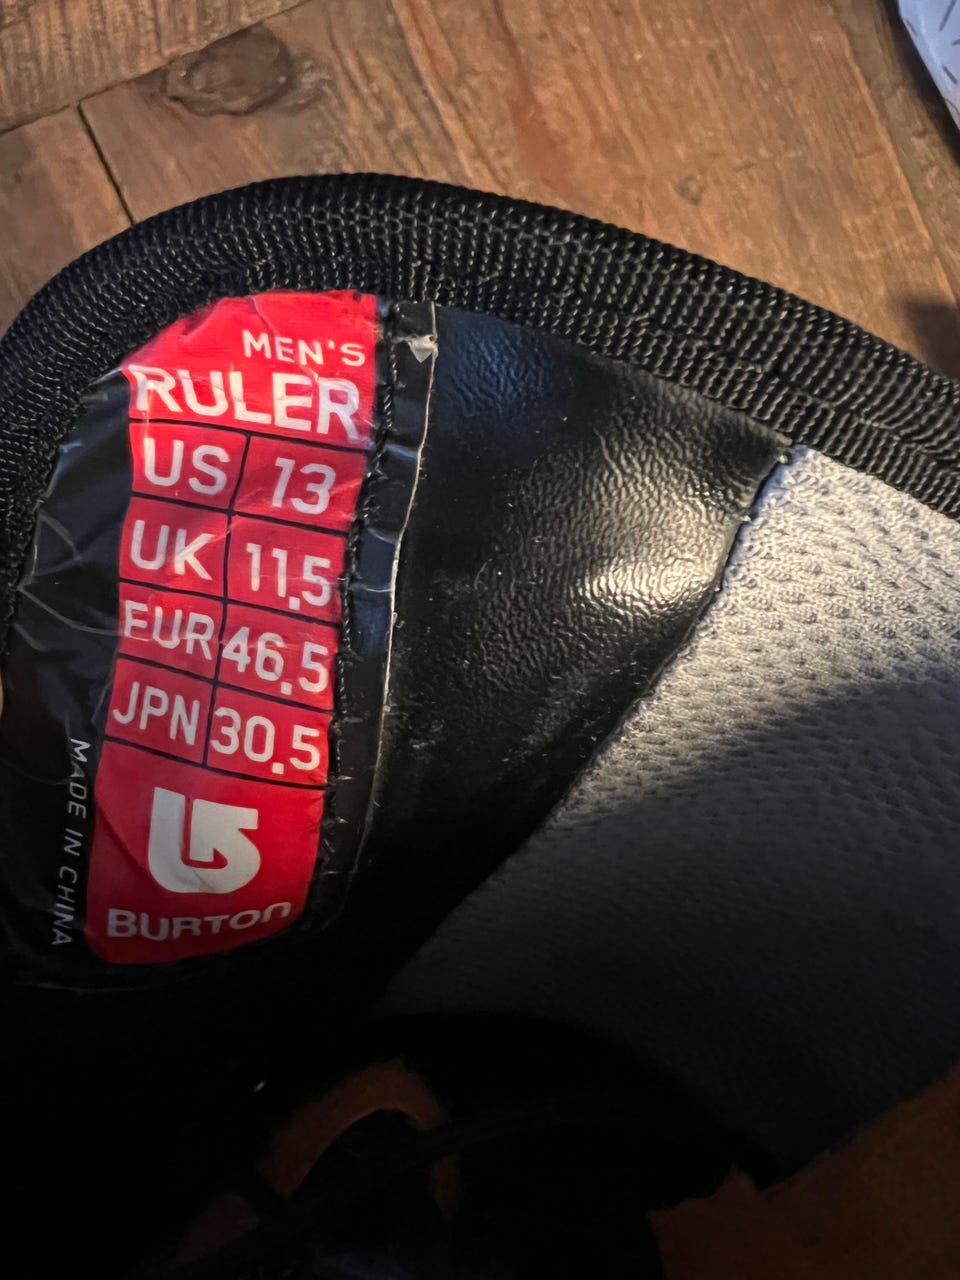 MEN'S
RULER
US 13
UK 11,5
EUR 46.5
JPN 30.5
BURTON
MADE IN CHINA